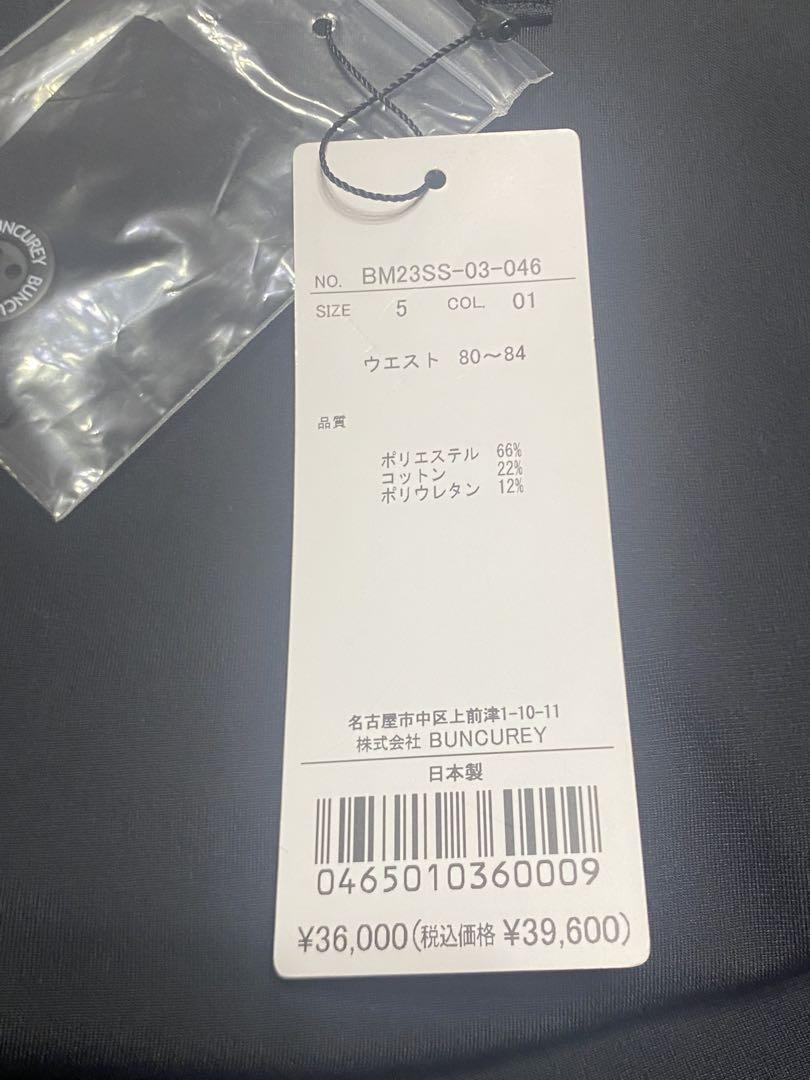 BUNCUREY
NO. BM23SS-03-046
SIZE 5 COL. 01
ウエスト 80〜84
品質
ポリエステル 66%
コットン 22%
ポリウレタン 12%
名古屋市中区上前津1-10-11
株式会社 BUNCUREY
日本製
0465010360009
¥36,000(税込価格 ¥39,600)